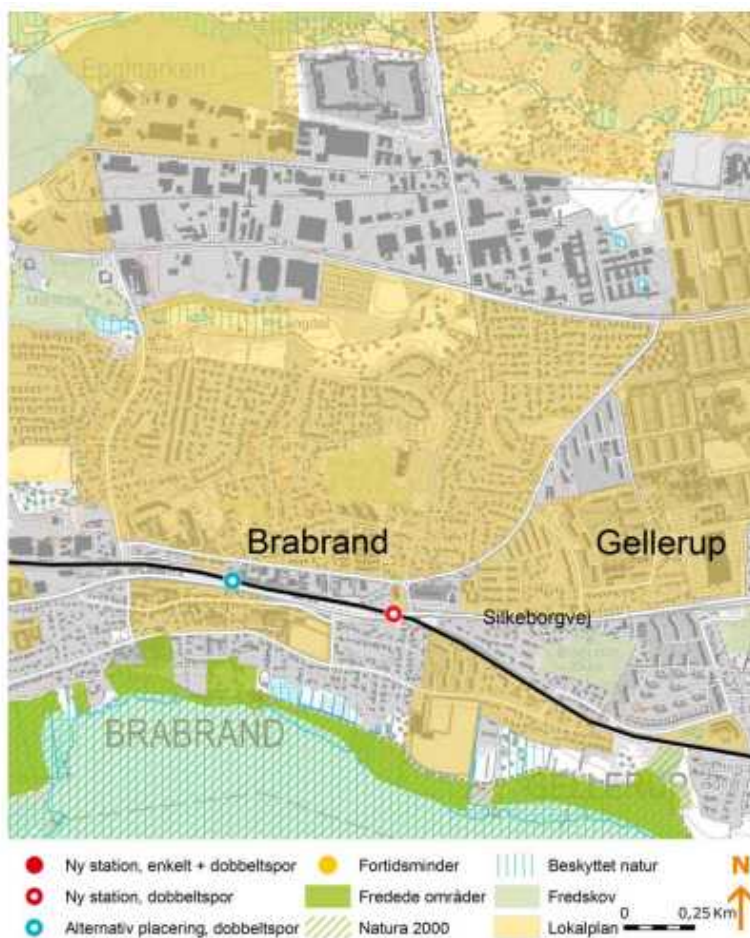 Brabrand
Gellerup
Silkeborgvej
BRABRAND
Ny station, enkelt + dobbeltspor
Ny station, dobbeltspor
Alternativ placering, dobbeltspor
Fortidsminder
Fredede områder
Natura 2000
Beskyttet natur
Fredskov
Lokalplan
N
0 0,25 Km